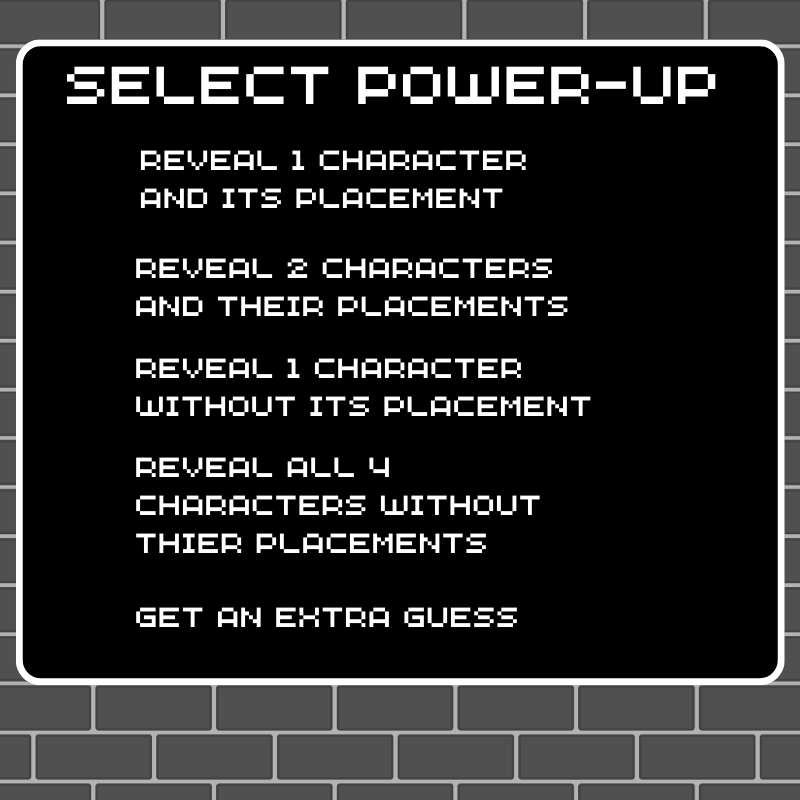 SELECT POWER-UP
REVEAL 1 CHARACTER
AND ITS PLACEMENT
REVEAL 2 CHARACTERS
AND THEIR PLACEMENTS
REVEAL 1 CHARACTER
WITHOUT ITS PLACEMENT
REVEAL ALL 4
CHARACTERS WITHOUT
THIER PLACEMENTS
GET AN EXTRA GUESS